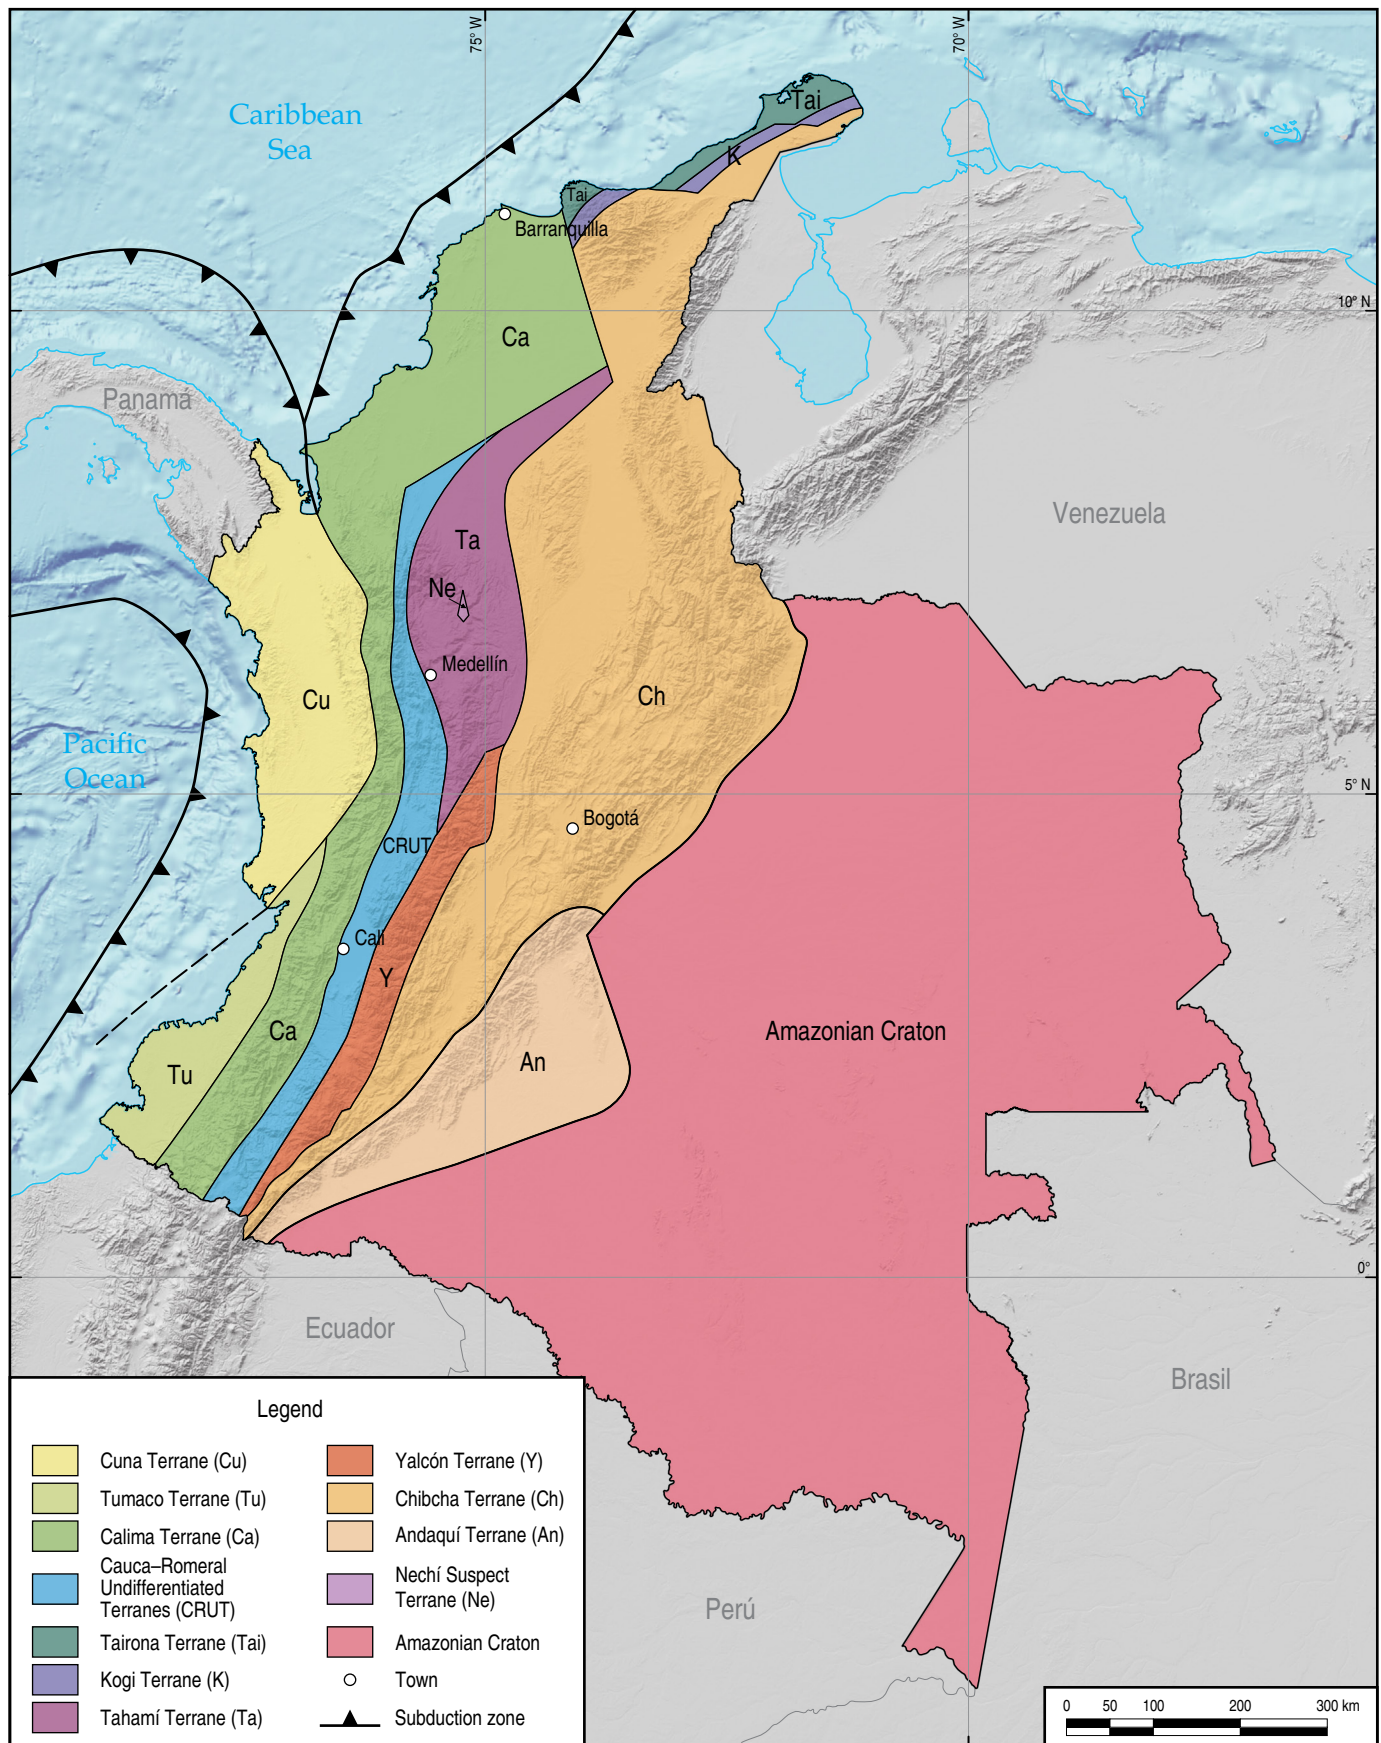 75° W
70° W
Caribbean
Sea
Tai
K
Tai
Barranquilla
10° N
Ca
Panama
Venezuela
Ta
Ne
Medellín
Cu
Ch
Pacific
Ocean
5° N
Bogotá
CRUT
Cali
Y
Ca
Amazonian Craton
An
Tu
0°
Ecuador
Brasil
Perú
Legend
Cuna Terrane (Cu)
Tumaco Terrane (Tu)
Calima Terrane (Ca)
Cauca–Romeral
Undifferentiated
Terranes (CRUT)
Tairona Terrane (Tai)
Kogi Terrane (K)
Tahamí Terrane (Ta)
Yalcón Terrane (Y)
Chibcha Terrane (Ch)
Andaquí Terrane (An)
Nechí Suspect
Terrane (Ne)
Amazonian Craton
Town
Subduction zone
0 50 100 200 300 km